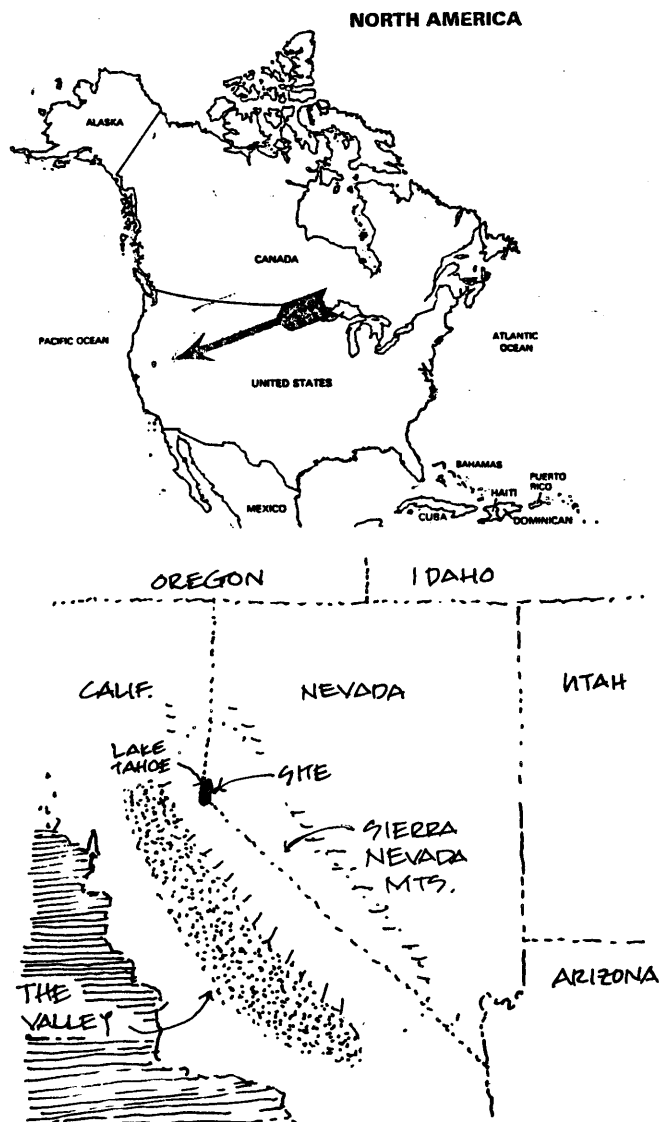 NORTH AMERICA
ALASKA
CANADA
PACIFIC OCEAN
ATLANTIC
OCEAN
UNITED STATES
BAHAMAS
PUERTO
RICO
HAITI
MEXICO
CUBA
DOMINICAN
OREGON
IDAHO
CALIF.
NEVADA
UTAH
LAKE
TAHOE
SITE
SIERRA
NEVADA
MTS.
ARIZONA
THE
VALLEY